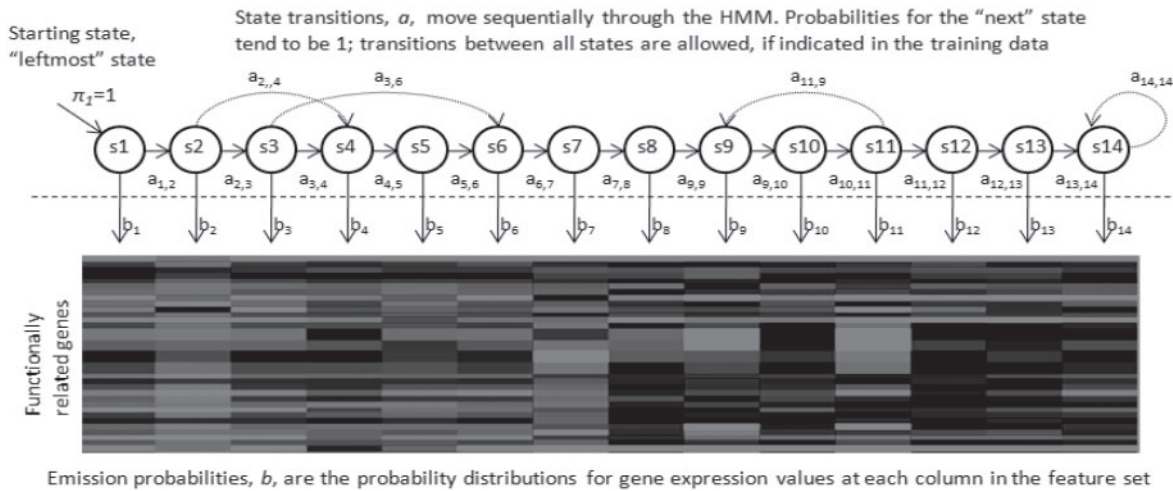 State transitions, a, move sequentially through the HMM. Probabilities for the “next” state
tend to be 1; transitions between all states are allowed, if indicated in the training data
Starting state,
“leftmost” state
π1=1
a2,,4
a3,6
a11,9
a14,14
s1 s2 s3 s4 s5 s6 s7 s8 s9 s10 s11 s12 s13 s14
a1,2 a2,3 a3,4 a4,5 a5,6 a6,7 a7,8 a9,9 a9,10 a10,11 a11,12 a12,13 a13,14
b1 b2 b3 b4 b5 b6 b7 b8 b9 b10 b11 b12 b13 b14
Functionally
related genes
Emission probabilities, b, are the probability distributions for gene expression values at each column in the feature set